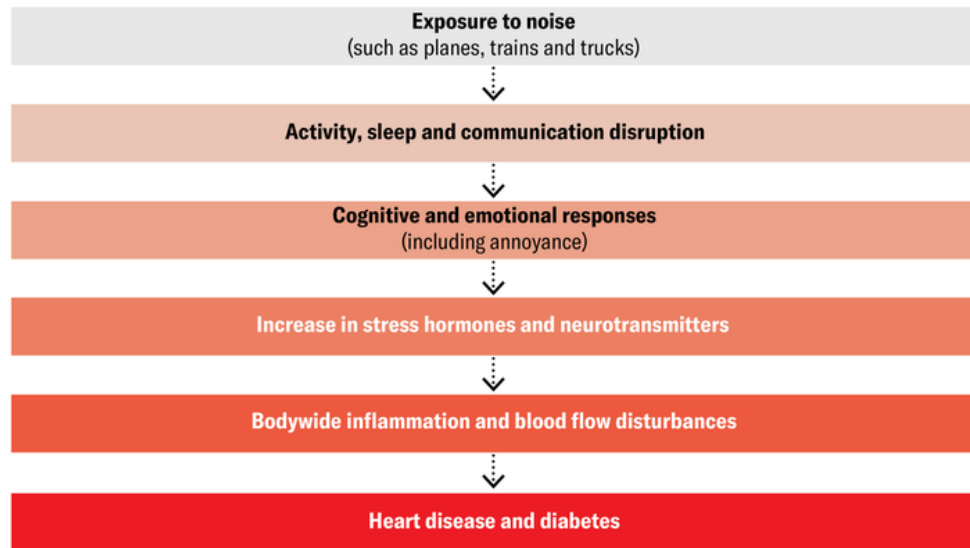 Exposure to noise
(such as planes, trains and trucks)
Activity, sleep and communication disruption
Cognitive and emotional responses
(including annoyance)
Increase in stress hormones and neurotransmitters
Bodywide inflammation and blood flow disturbances
Heart disease and diabetes